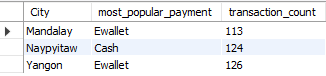 City most_popular_payment transaction_count
Mandalay Ewallet 113
Naypyitaw Cash 124
Yangon Ewallet 126